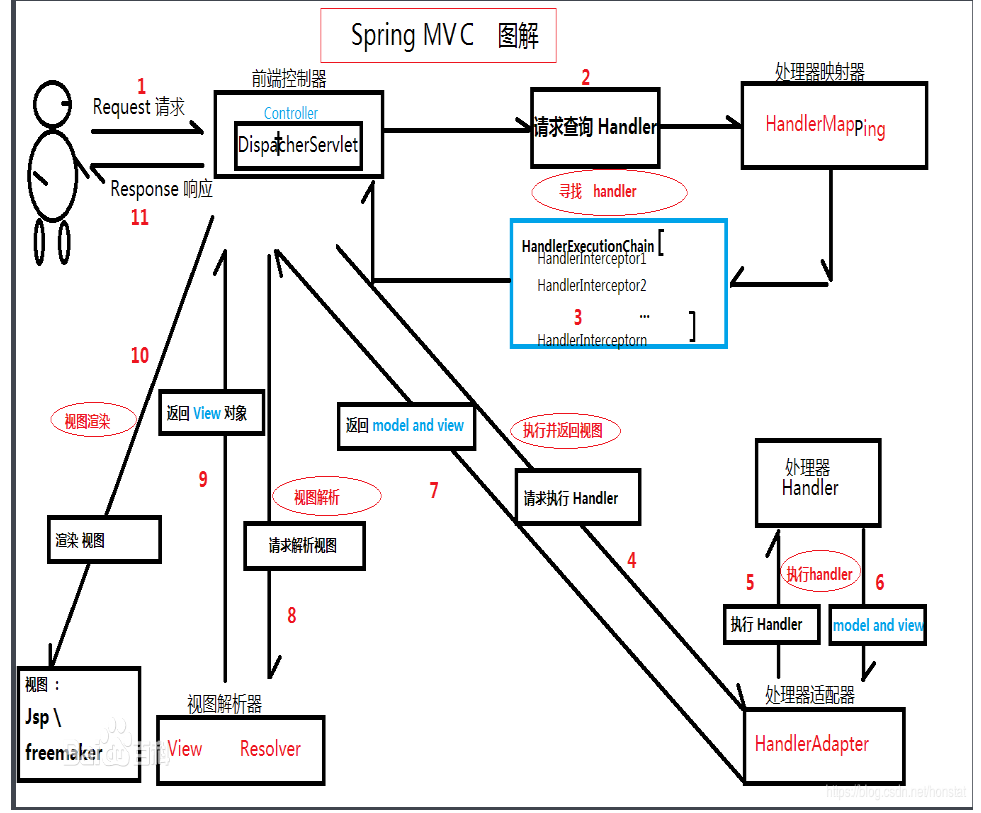 Spring MVC 图解
前端控制器
Controller
DispatcherServlet
1
Request 请求
Response 响应
11
2
请求查询 Handler
寻找 handler
处理器映射器
HandlerMapPing
HandlerExecutionChain [
HandlerInterceptor1
HandlerInterceptor2
3 ...
]
HandlerInterceptorn
10
视图渲染
返回 View 对象
返回 model and view
执行并返回视图
9
视图解析
7
请求执行 Handler
处理器
Handler
渲染 视图
请求解析视图
4
5
执行handler
6
8
执行 Handler
model and view
视图：
Jsp \
freemaker
视图解析器
View Resolver
处理器适配器
HandlerAdapter
Bai百科
https://blog.csdn.net/honstat